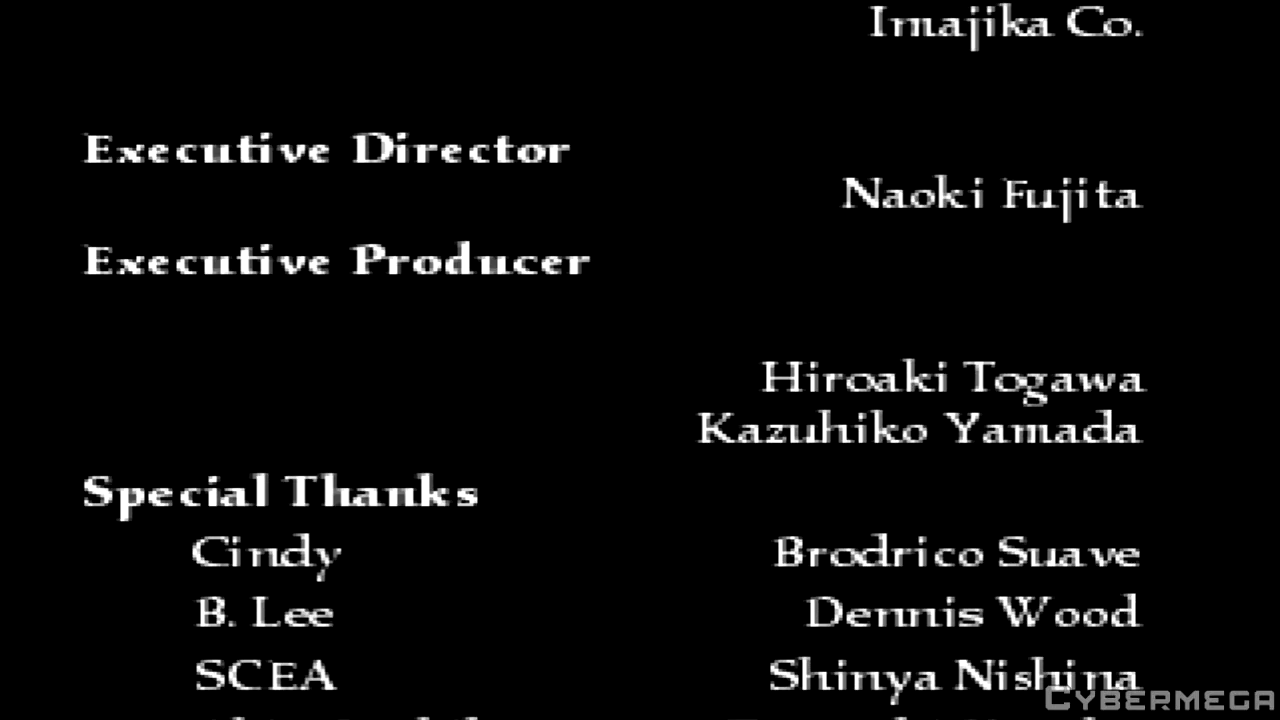 Imajika Co.
Executive Director
Naoki Fujita
Executive Producer
Hiroaki Togawa
Kazuhiko Yamada
Special Thanks
Cindy Brodrico Suave
B. Lee Dennis Wood
SCEA Shinya Nishina
CYBERMEGA